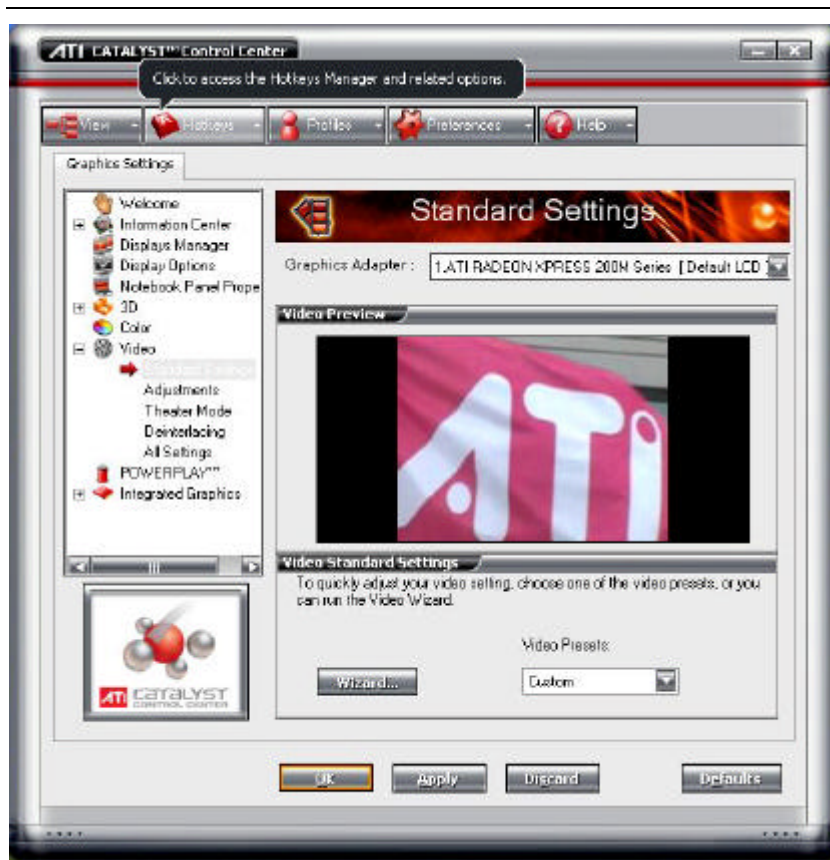 ATI CATALYST™ Control Center
Click to access the Hotkeys Manager and related options.
View
Hotkeys
Profiles
Preferences
Help
Graphics Settings
Welcome
Information Center
Displays Manager
Display Options
Notebook Panel Prope
3D
Color
Video
Standard Settings
Adjustments
Theater Mode
Deinterlacing
All Settings
POWERPLAY™
Integrated Graphics
Standard Settings
Graphics Adapter :
1.ATI RADEON XPRESS 200M Series [ Default LCD
Video Preview
ATI
Video Standard Settings
To quickly adjust your video setting, choose one of the video presets, or you
can run the Video Wizard.
Video Presets:
Wizard...
Custom
ATI CATALYST
CONTROL CENTER
OK
Apply
Discard
Defaults